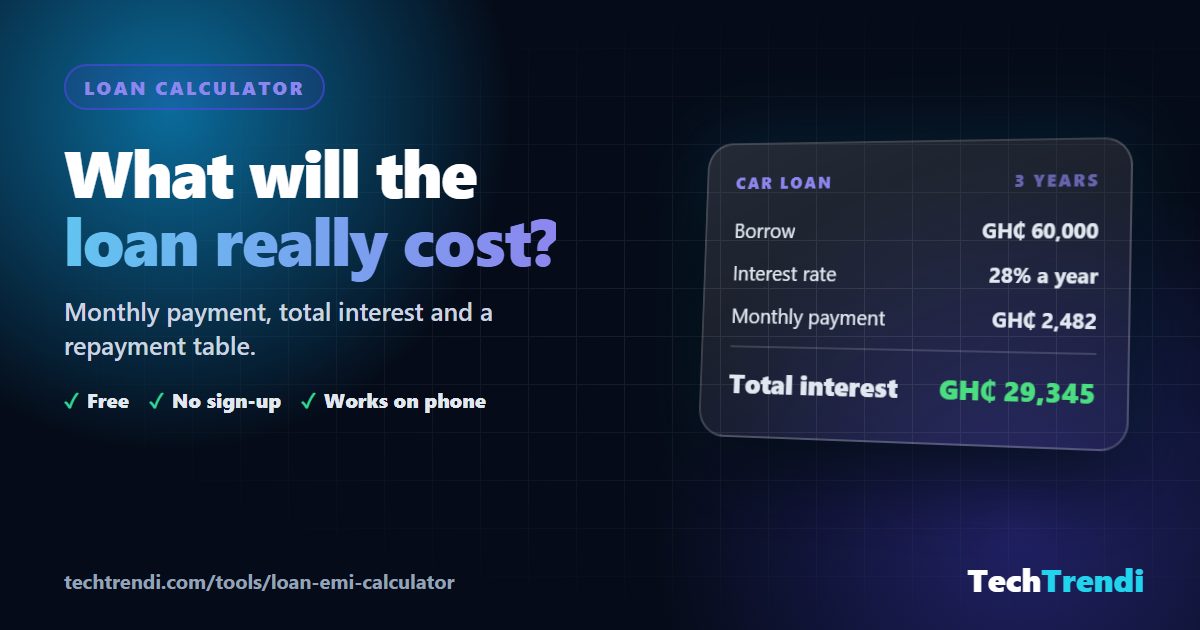 LOAN CALCULATOR
What will the
loan really cost?
Monthly payment, total interest and a
repayment table.
✓ Free ✓ No sign-up ✓ Works on phone
CAR LOAN 3 YEARS
Borrow GH₵ 60,000
Interest rate 28% a year
Monthly payment GH₵ 2,482
Total interest GH₵ 29,345
techtrendi.com/tools/loan-emi-calculator
TechTrendi